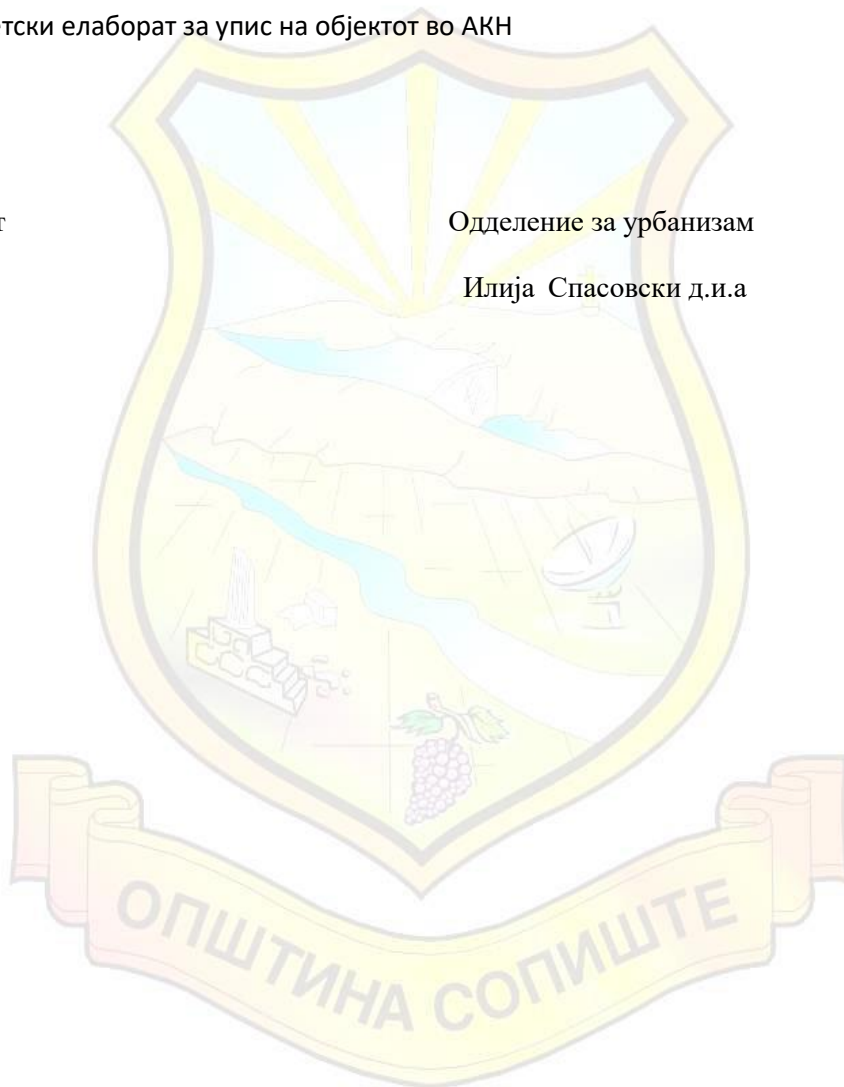 тски елаборат за упис на објектот во АКН
т Одделение за урбанизам
Илија Спасовски д.и.а
ОПШТИНА СОПИШТЕ